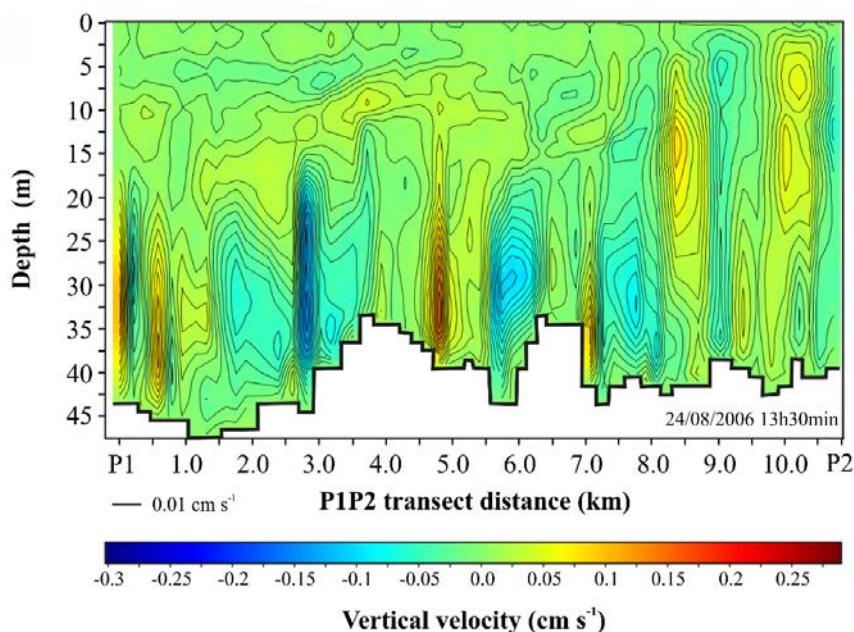 0
5
10
15
20
25
30
35
40
45
Depth (m)
24/08/2006 13h30min
P1 1.0 2.0 3.0 4.0 5.0 6.0 7.0 8.0 9.0 10.0 P2
0.01 cm s⁻¹
P1P2 transect distance (km)
-0.3 -0.25 -0.2 -0.15 -0.1 -0.05 0.0 0.05 0.1 0.15 0.2 0.25
Vertical velocity (cm s⁻¹)